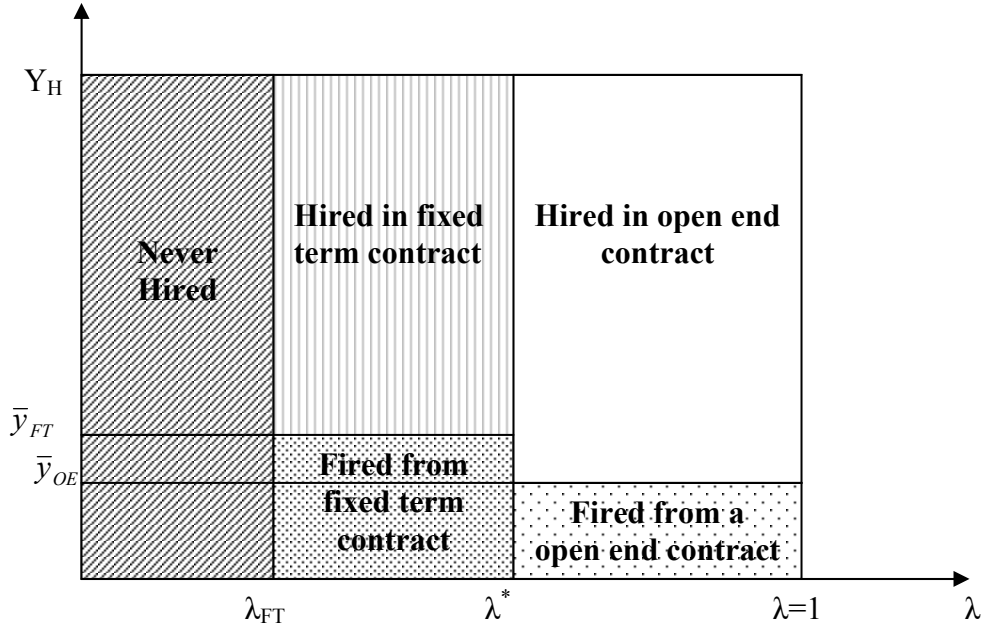 Y_H
Never
Hired
Hired in fixed
term contract
Hired in open end
contract
ȳ_FT
ȳ_OE
Fired from
fixed term
contract
Fired from a
open end contract
λ_FT
λ*
λ=1
λ